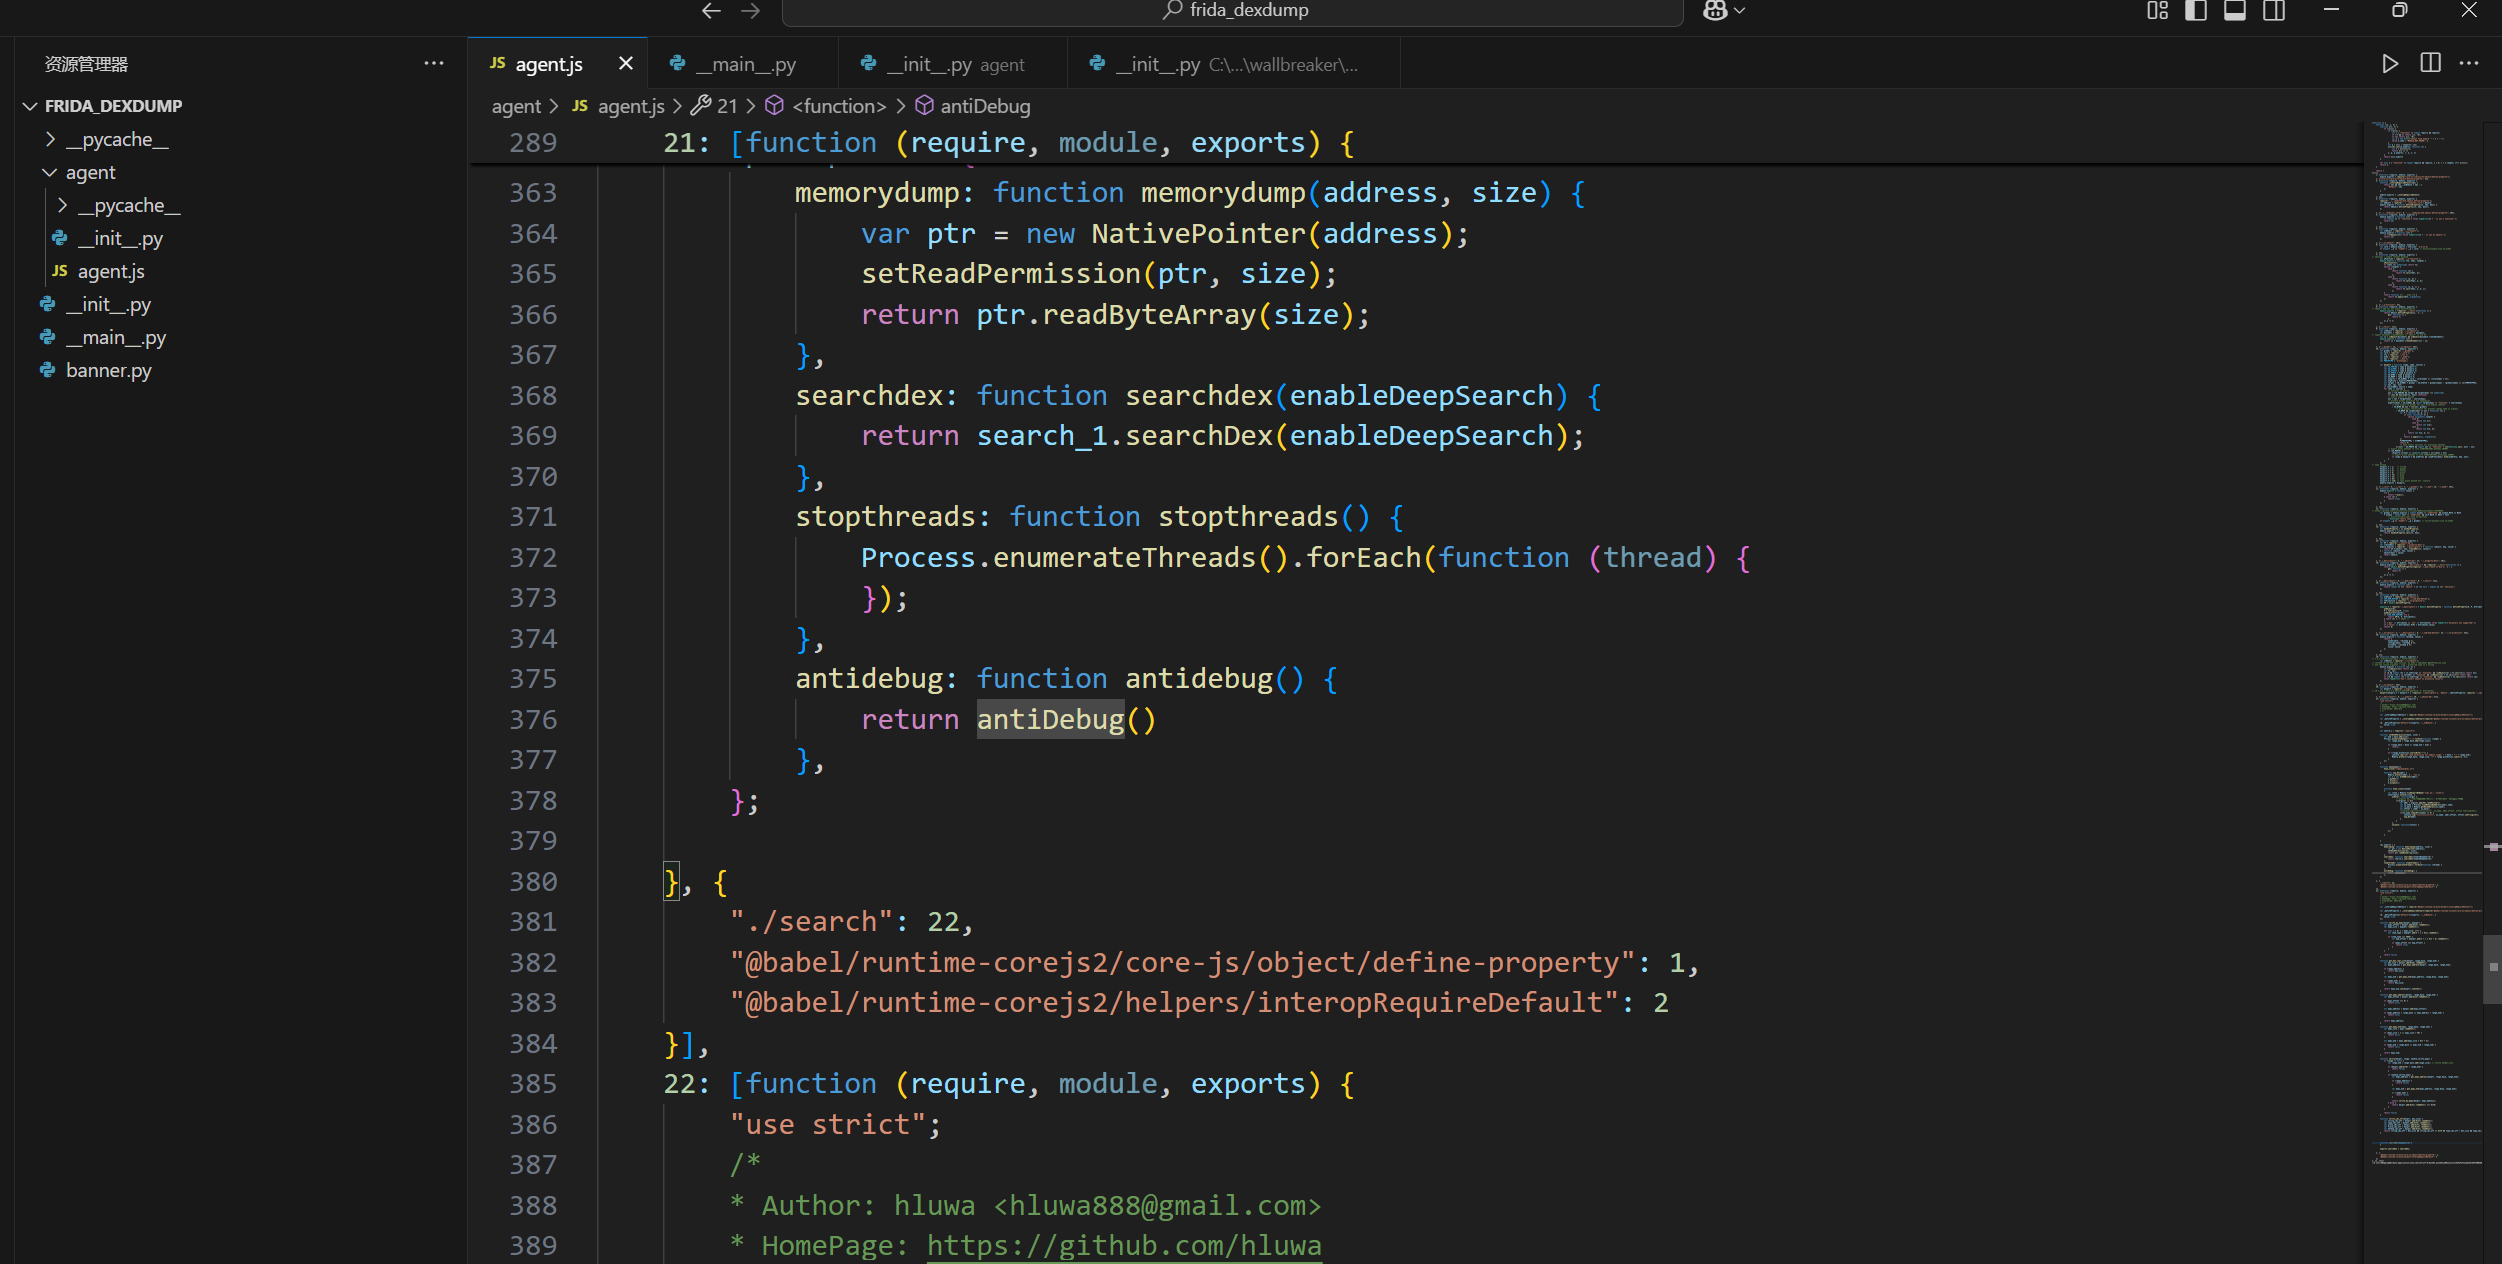 frida_dexdump
资源管理器
FRIDA_DEXDUMP
__pycache__
agent
__pycache__
__init__.py
JS agent.js
__init__.py
__main__.py
banner.py
JS agent.js
__main__.py
__init__.py agent
__init__.py C:\...\wallbreaker\...
agent > JS agent.js > 21 > <function> > antiDebug
289 21: [function (require, module, exports) {
363 memorydump: function memorydump(address, size) {
364 var ptr = new NativePointer(address);
365 setReadPermission(ptr, size);
366 return ptr.readByteArray(size);
367 },
368 searchdex: function searchdex(enableDeepSearch) {
369 return search_1.searchDex(enableDeepSearch);
370 },
371 stopthreads: function stopthreads() {
372 Process.enumerateThreads().forEach(function (thread) {
373 });
374 },
375 antidebug: function antidebug() {
376 return antiDebug()
377 },
378 };
379
380 }, {
381 "./search": 22,
382 "@babel/runtime-corejs2/core-js/object/define-property": 1,
383 "@babel/runtime-corejs2/helpers/interopRequireDefault": 2
384 }],
385 22: [function (require, module, exports) {
386 "use strict";
387 /*
388 * Author: hluwa <hluwa888@gmail.com>
389 * HomePage: https://github.com/hluwa